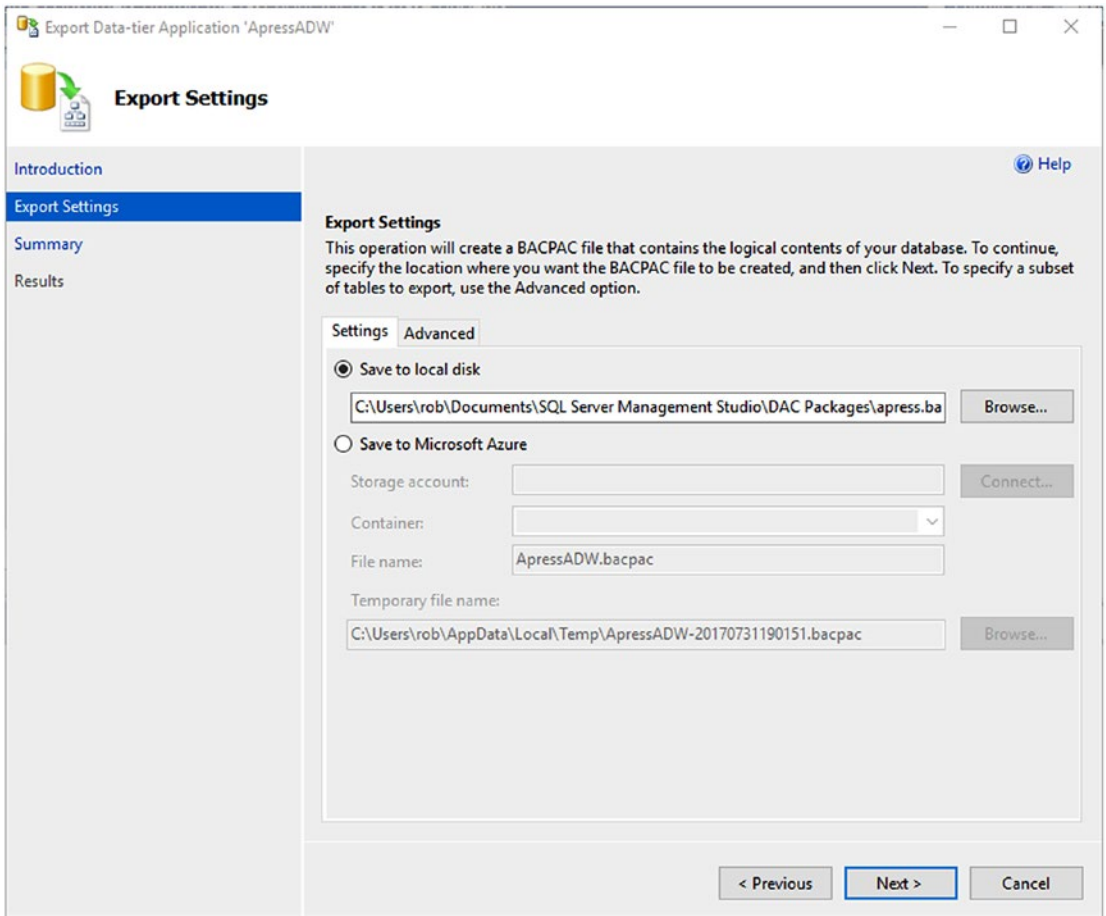 Export Data-tier Application 'ApressADW'
Export Settings
Introduction
Export Settings
Summary
Results
Help
Export Settings
This operation will create a BACPAC file that contains the logical contents of your database. To continue,
specify the location where you want the BACPAC file to be created, and then click Next. To specify a subset
of tables to export, use the Advanced option.
Settings Advanced
Save to local disk
C:\Users\rob\Documents\SQL Server Management Studio\DAC Packages\apress.ba Browse...
Save to Microsoft Azure
Storage account: Connect...
Container:
File name: ApressADW.bacpac
Temporary file name:
C:\Users\rob\AppData\Local\Temp\ApressADW-20170731190151.bacpac Browse...
< Previous Next > Cancel